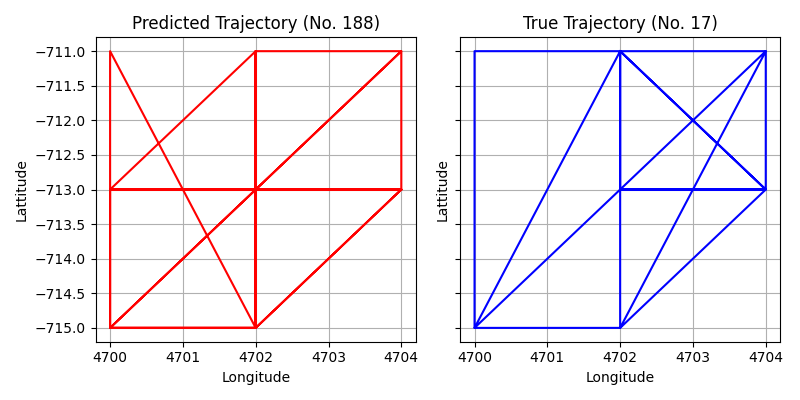 Predicted Trajectory (No. 188)
True Trajectory (No. 17)
Lattitude
−711.0
−711.5
−712.0
−712.5
−713.0
−713.5
−714.0
−714.5
−715.0
4700 4701 4702 4703 4704
Longitude
Lattitude
4700 4701 4702 4703 4704
Longitude